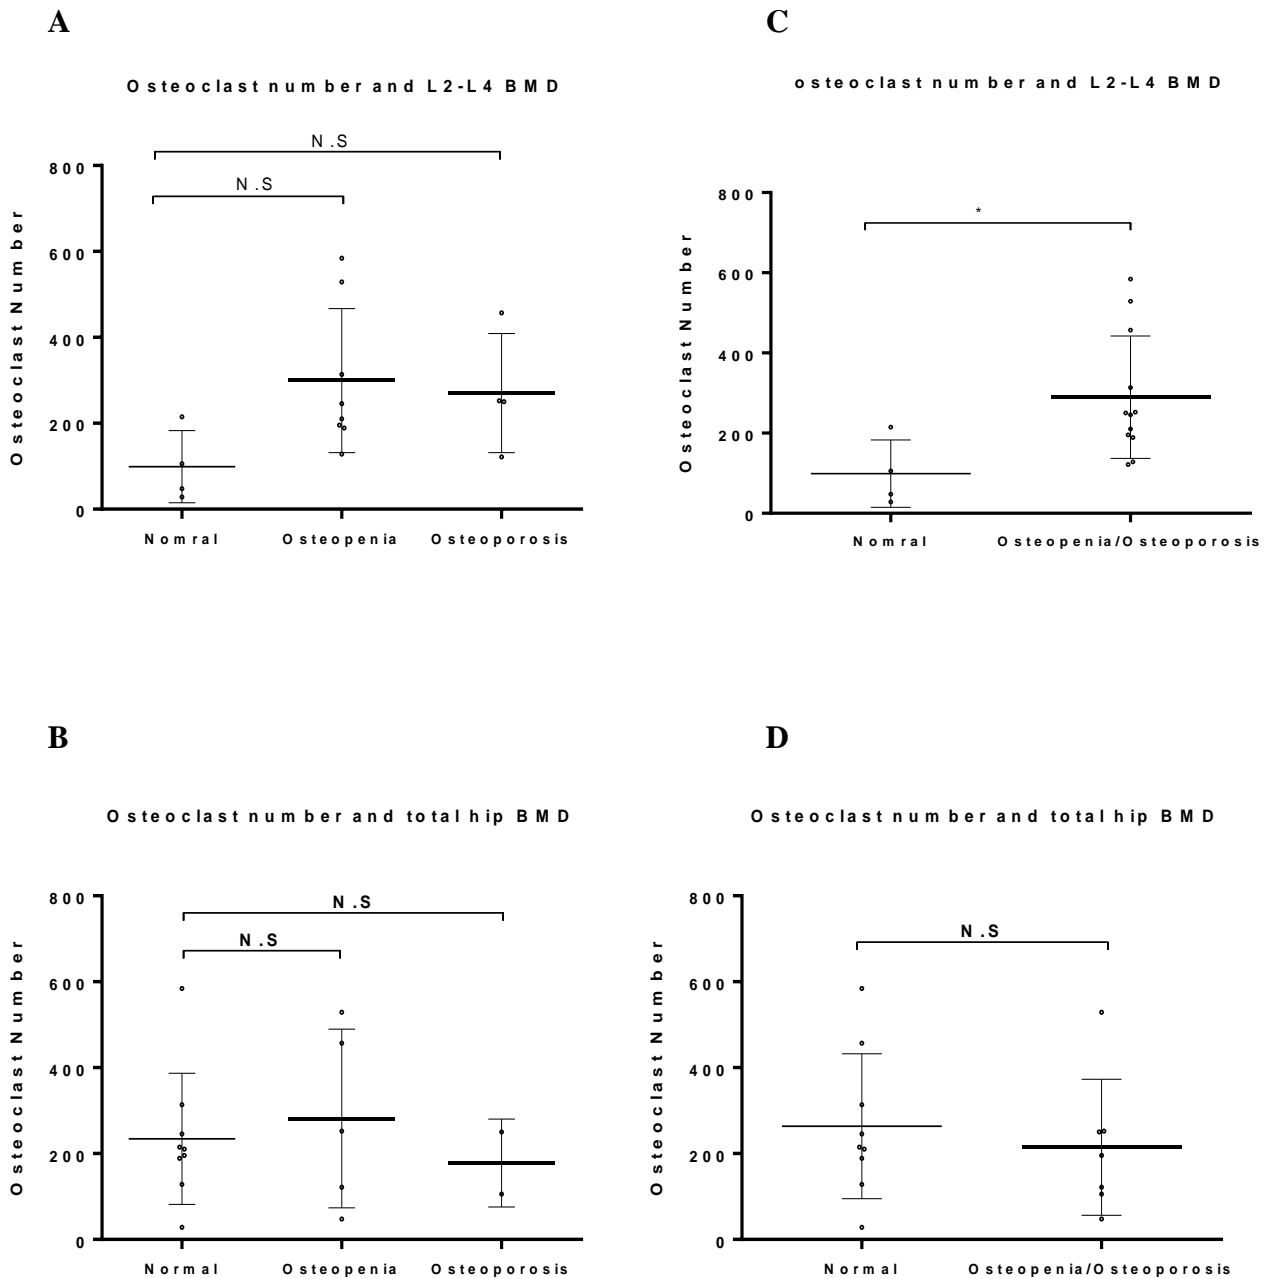 A
Osteoclast number and L2-L4 BMD
N.S
N.S
800
600
400
200
0
Osteoclast Number
Nomral Osteopenia Osteoporosis
C
osteoclast number and L2-L4 BMD
*
800
600
400
200
0
Osteoclast Number
Nomral Osteopenia/Osteoporosis
B
Osteoclast number and total hip BMD
N.S
N.S
800
600
400
200
0
Osteoclast Number
Normal Osteopenia Osteoporosis
D
Osteoclast number and total hip BMD
N.S
800
600
400
200
0
Osteoclast Number
Normal Osteopenia/Osteoporosis